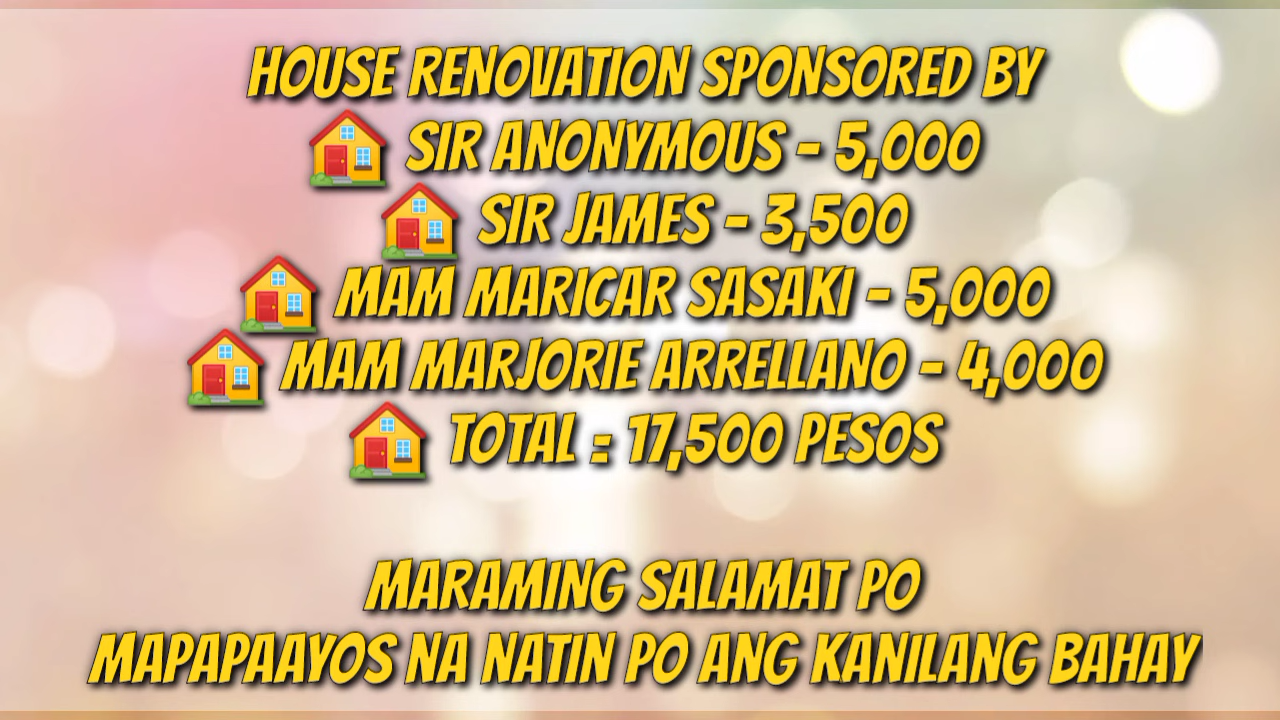 HOUSE RENOVATION SPONSORED BY
🏠 SIR ANONYMOUS - 5,000
🏠 SIR JAMES - 3,500
🏠 MAM MARICAR SASAKI - 5,000
🏠 MAM MARJORIE ARRELLANO - 4,000
🏠 TOTAL = 17,500 PESOS
MARAMING SALAMAT PO
MAPAPAAYOS NA NATIN PO ANG KANILANG BAHAY